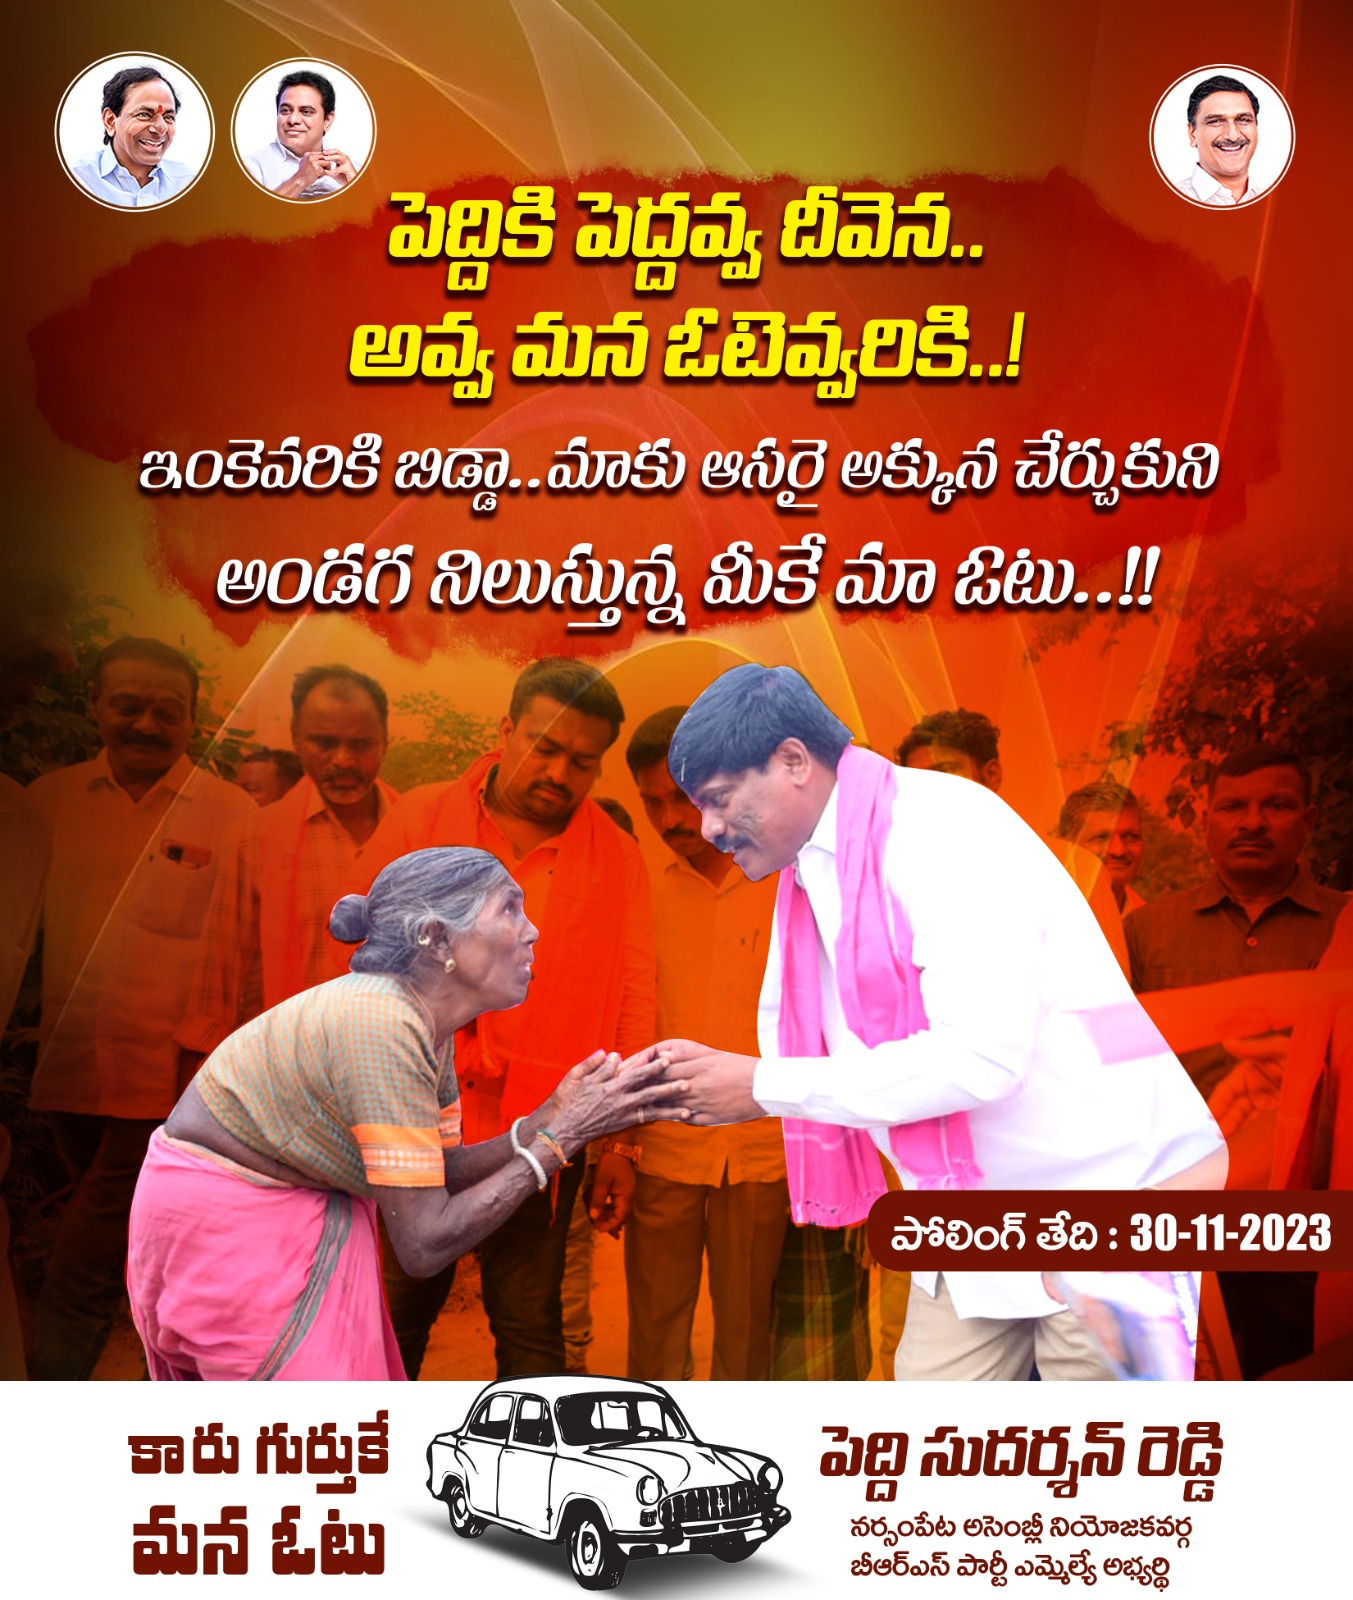 పెద్దికి పెద్దవ్వ దీవెన..
అవ్వ మన ఓటెవ్వరికి..!
ఇంకెవరికి బిడ్డా..మాకు ఆసరై అక్కున చేర్చుకుని
అండగ నిలుస్తున్న మీకే మా ఓటు..!!
పోలింగ్ తేది : 30-11-2023
కారు గుర్తుకే
మన ఓటు
పెద్ది సుదర్శన్ రెడ్డి
నర్సంపేట అసెంబ్లీ నియోజకవర్గ
బీఆర్ఎస్ పార్టీ ఎమ్మెల్యే అభ్యర్థి